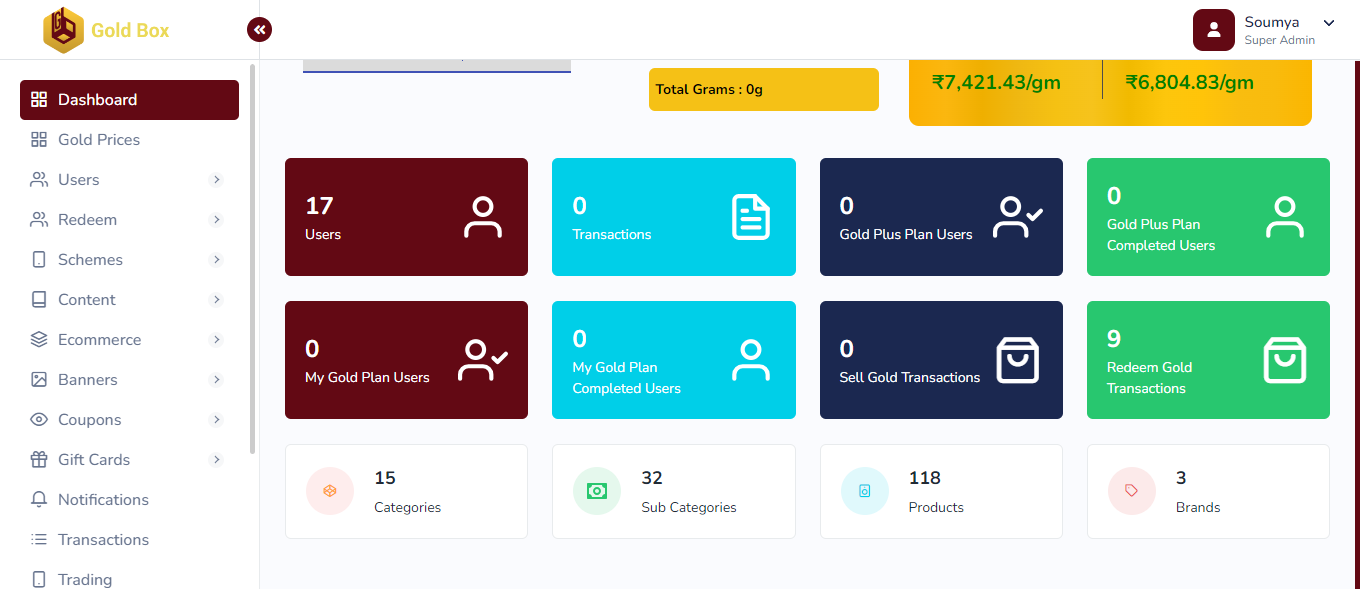 Gold Box
Soumya
Super Admin
Dashboard
Gold Prices
Users
Redeem
Schemes
Content
Ecommerce
Banners
Coupons
Gift Cards
Notifications
Transactions
Trading
Total Grams : 0g
₹7,421.43/gm
₹6,804.83/gm
17
Users
0
Transactions
0
Gold Plus Plan Users
0
Gold Plus Plan
Completed Users
0
My Gold Plan Users
0
My Gold Plan
Completed Users
0
Sell Gold Transactions
9
Redeem Gold
Transactions
15
Categories
32
Sub Categories
118
Products
3
Brands